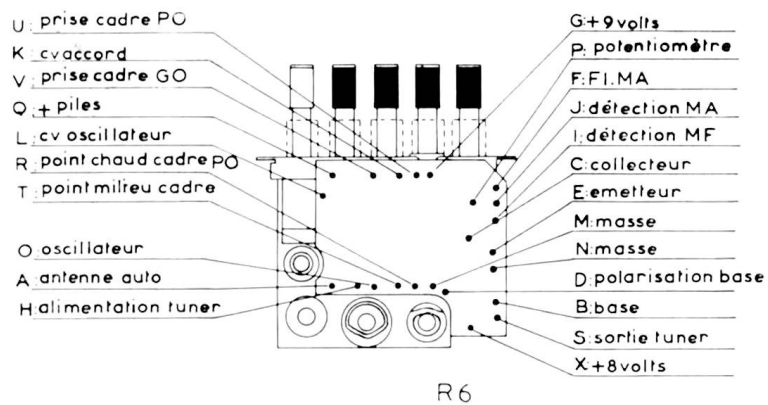 U: prise cadre PO
K: cv accord
V: prise cadre GO
Q: + piles
L: cv oscillateur
R: point chaud cadre PO
T: point milieu cadre
O: oscillateur
A: antenne auto
H: alimentation tuner
G: +9 volts
P: potentiomètre
F: FI.MA
J: détection MA
I: détection MF
C: collecteur
E: emetteur
M: masse
N: masse
D: polarisation base
B: base
S: sortie tuner
X: +8 volts
R6